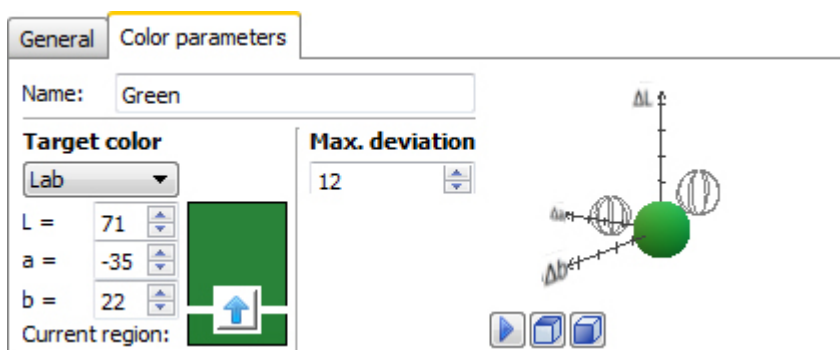 General Color parameters
Name: Green
Target color Max. deviation
Lab 12
L = 71
a = -35
b = 22
Current region:
ΔL
Δa
Δb